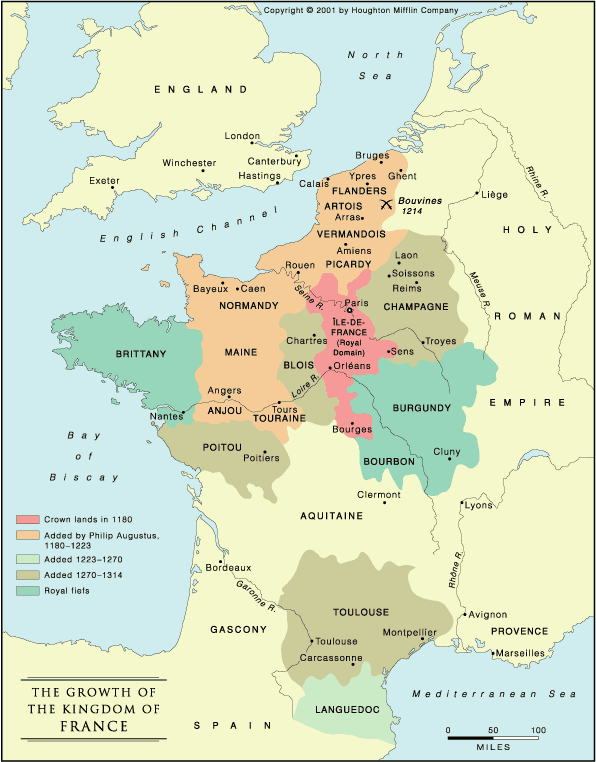 Copyright © 2001 by Houghton Mifflin Company
North
Sea
ENGLAND
London
Canterbury
Winchester
Hastings
Exeter
English Channel
Bruges
Ghent
Calais
Ypres
FLANDERS
ARTOIS
Arras
Bouvines
1214
VERMANDOIS
Amiens
PICARDY
Liège
Rhine R.
HOLY
ROMAN
EMPIRE
Meuse R.
Laon
Soissons
Reims
CHAMPAGNE
Troyes
Rouen
Seine R.
Bayeux
Caen
NORMANDY
Paris
ÎLE-DE-
FRANCE
(Royal
Domain)
Sens
Orléans
Chartres
BLOIS
Loire R.
BRITTANY
MAINE
Angers
ANJOU
Tours
TOURAINE
Nantes
BURGUNDY
Bourges
BOURBON
Cluny
POITOU
Poitiers
Bay
of
Biscay
Clermont
AQUITAINE
Lyons
Rhône R.
Crown lands in 1180
Added by Philip Augustus,
1180–1223
Added 1223–1270
Added 1270–1314
Royal fiefs
Bordeaux
Garonne R.
GASCONY
TOULOUSE
Toulouse
Montpellier
Carcassonne
Avignon
PROVENCE
Marseilles
LANGUEDOC
Mediterranean Sea
SPAIN
THE GROWTH OF
THE KINGDOM OF
FRANCE
0 50 100
MILES